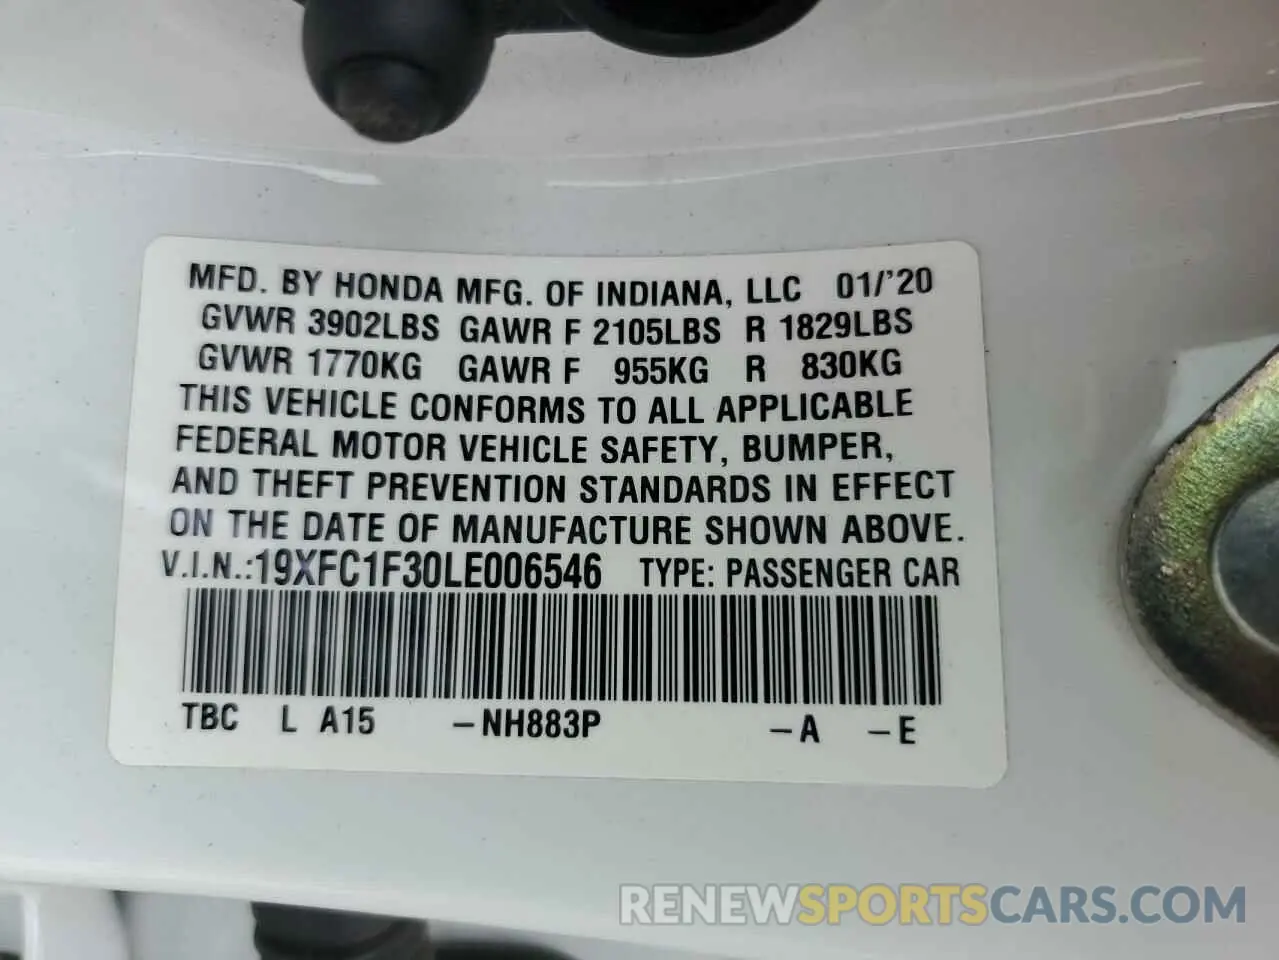 MFD. BY HONDA MFG. OF INDIANA, LLC 01/'20
GVWR 3902LBS GAWR F 2105LBS R 1829LBS
GVWR 1770KG GAWR F 955KG R 830KG
THIS VEHICLE CONFORMS TO ALL APPLICABLE
FEDERAL MOTOR VEHICLE SAFETY, BUMPER,
AND THEFT PREVENTION STANDARDS IN EFFECT
ON THE DATE OF MANUFACTURE SHOWN ABOVE.
V.I.N.:19XFC1F30LE006546 TYPE: PASSENGER CAR
TBC L A15 -NH883P -A -E
RENEWSPORTSCARS.COM